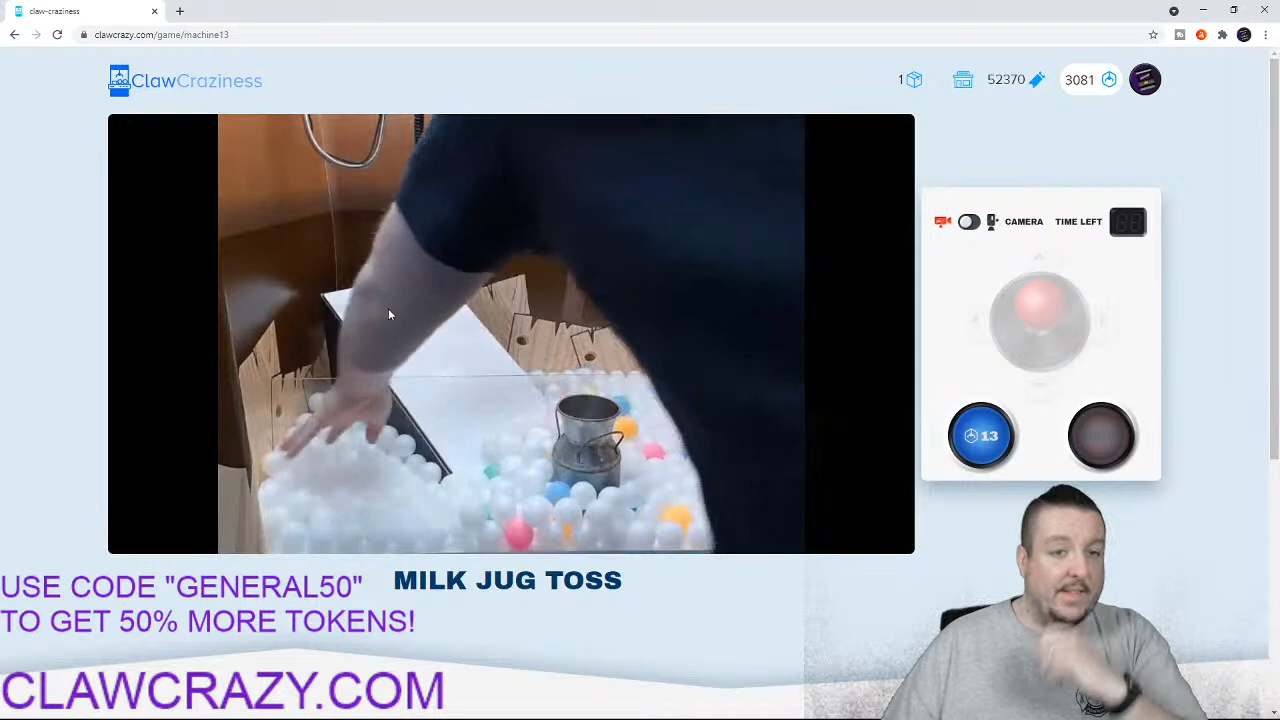 claw-craziness
clawcrazy.com/game/machine13
ClawCraziness
1
52370
3081
CAMERA
TIME LEFT
13
MILK JUG TOSS
USE CODE "GENERAL50"
TO GET 50% MORE TOKENS!
CLAWCRAZY.COM